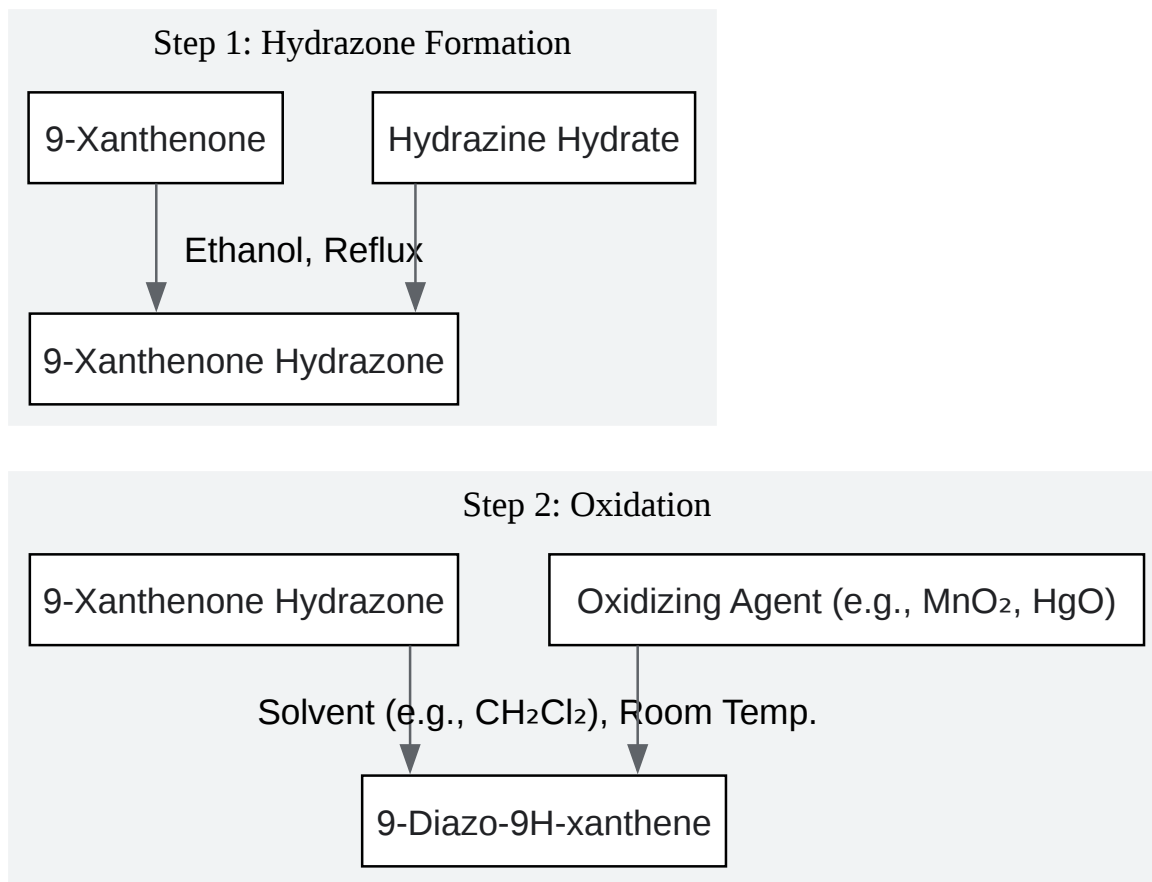 Step 1: Hydrazone Formation
9-Xanthenone
Hydrazine Hydrate
Ethanol, Reflux
9-Xanthenone Hydrazone
Step 2: Oxidation
9-Xanthenone Hydrazone
Oxidizing Agent (e.g., MnO₂, HgO)
Solvent (e.g., CH₂Cl₂), Room Temp.
9-Diazo-9H-xanthene